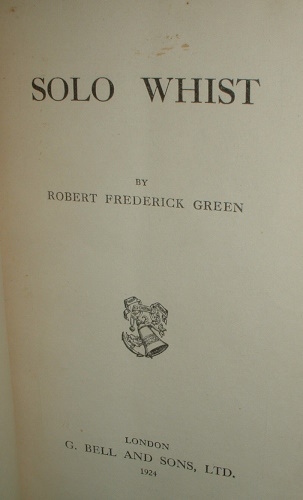 SOLO WHIST
BY
ROBERT FREDERICK GREEN
LONDON
G. BELL AND SONS, LTD.
1924